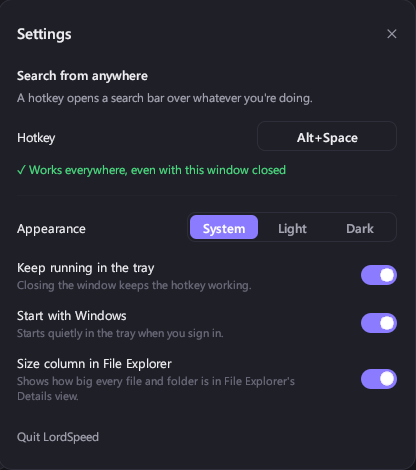 Settings
Search from anywhere
A hotkey opens a search bar over whatever you're doing.
Hotkey
Alt+Space
✓ Works everywhere, even with this window closed
Appearance
System
Light
Dark
Keep running in the tray
Closing the window keeps the hotkey working.
Start with Windows
Starts quietly in the tray when you sign in.
Size column in File Explorer
Shows how big every file and folder is in File Explorer's
Details view.
Quit LordSpeed